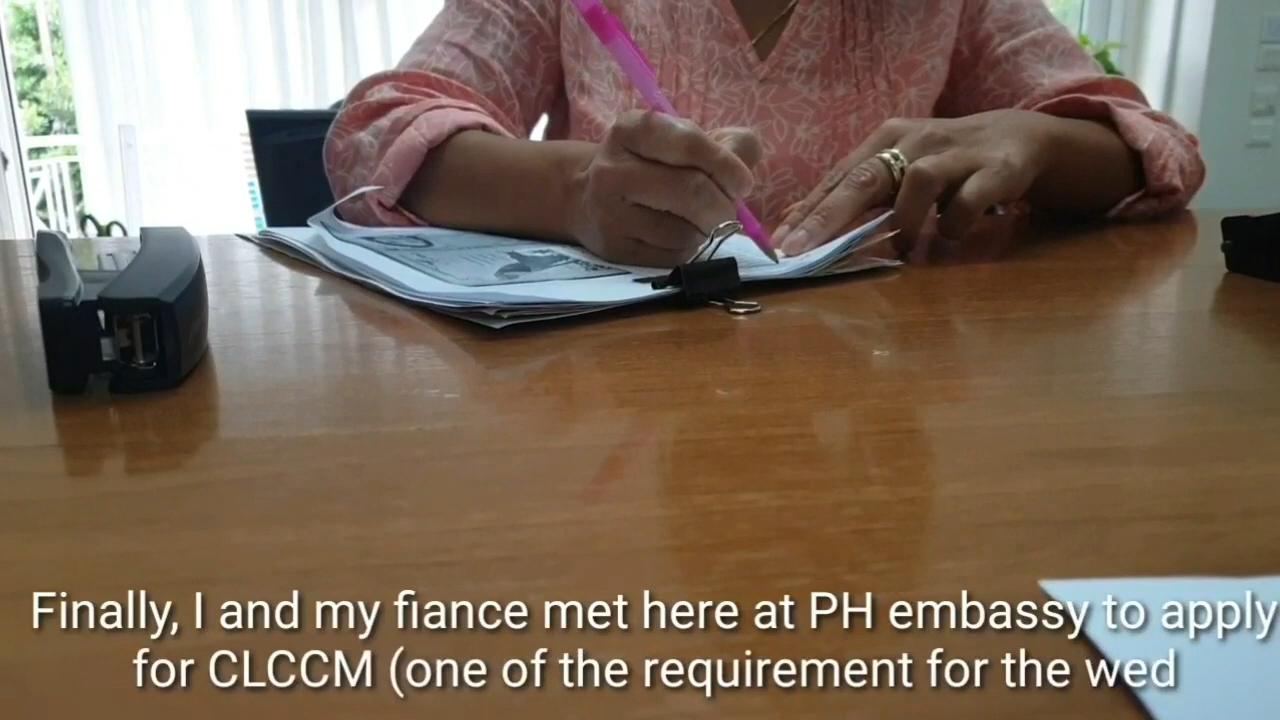 Finally, I and my fiance met here at PH embassy to apply
for CLCCM (one of the requirement for the wed